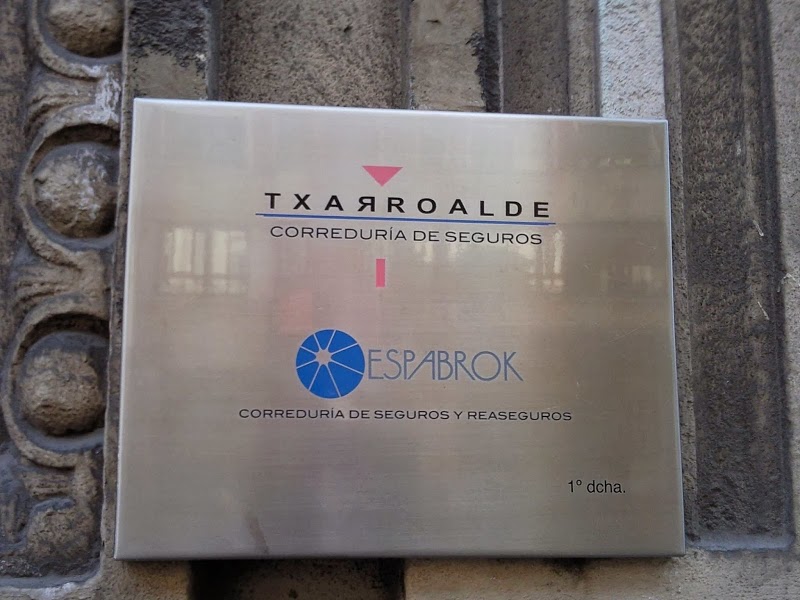 TXAЯROALDE
CORREDURÍA DE SEGUROS
ESPABROK
CORREDURÍA DE SEGUROS Y REASEGUROS
1º dcha.